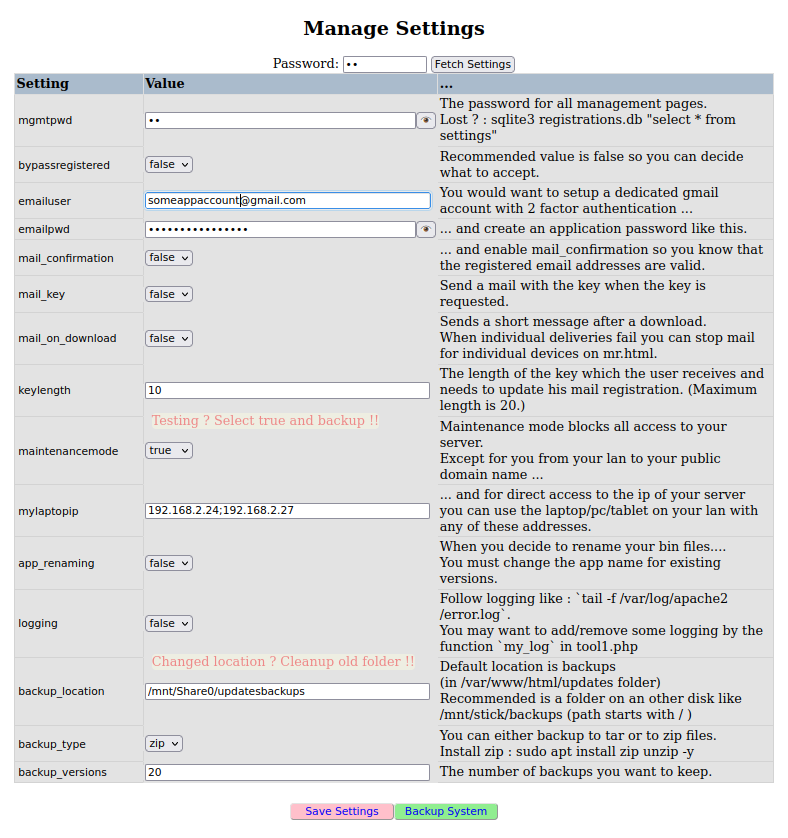 Manage Settings
Password: •• Fetch Settings
Setting Value ...
mgmtpwd •• The password for all management pages.
Lost ? : sqlite3 registrations.db "select * from
settings"
bypassregistered false Recommended value is false so you can decide
what to accept.
emailuser someappaccount@gmail.com You would want to setup a dedicated gmail
account with 2 factor authentication ...
emailpwd •••••••••••••••• ... and create an application password like this.
mail_confirmation false ... and enable mail_confirmation so you know that
the registered email addresses are valid.
mail_key false Send a mail with the key when the key is
requested.
mail_on_download false Sends a short message after a download.
When individual deliveries fail you can stop mail
for individual devices on mr.html.
keylength 10 The length of the key which the user receives and
needs to update his mail registration. (Maximum
length is 20.)
Testing ? Select true and backup !!
maintenancemode true Maintenance mode blocks all access to your
server.
Except for you from your lan to your public
domain name ...
mylaptopip 192.168.2.24;192.168.2.27 ... and for direct access to the ip of your server
you can use the laptop/pc/tablet on your lan with
any of these addresses.
app_renaming false When you decide to rename your bin files....
You must change the app name for existing
versions.
logging false Follow logging like : `tail -f /var/log/apache2
/error.log`.
You may want to add/remove some logging by the
function `my_log` in tool1.php
Changed location ? Cleanup old folder !!
backup_location /mnt/Share0/updatesbackups Default location is backups
(in /var/www/html/updates folder)
Recommended is a folder on an other disk like
/mnt/stick/backups (path starts with / )
backup_type zip You can either backup to tar or to zip files.
Install zip : sudo apt install zip unzip -y
backup_versions 20 The number of backups you want to keep.
Save Settings Backup System